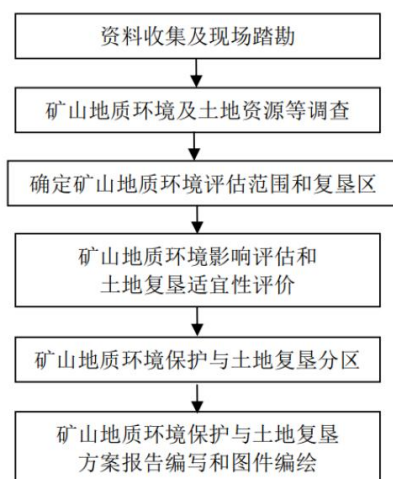 资料收集及现场踏勘
矿山地质环境及土地资源等调查
确定矿山地质环境评估范围和复垦区
矿山地质环境影响评估和
土地复垦适宜性评价
矿山地质环境保护与土地复垦分区
矿山地质环境保护与土地复垦
方案报告编写和图件编绘